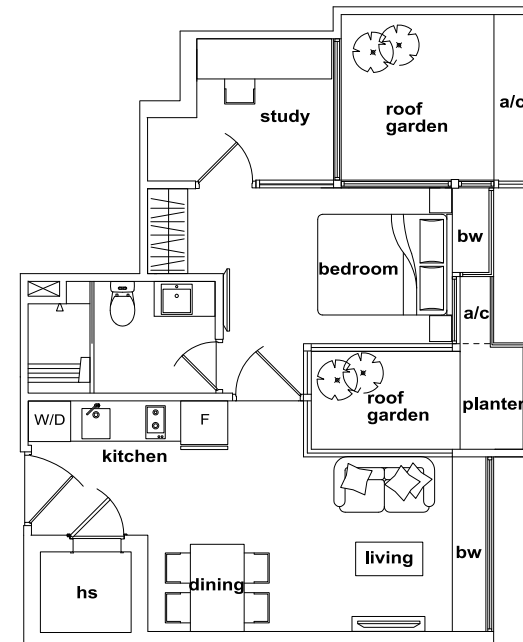 study
roof
garden
a/c
bw
bedroom
a/c
roof
garden
planter
W/D
F
kitchen
living
bw
dining
hs